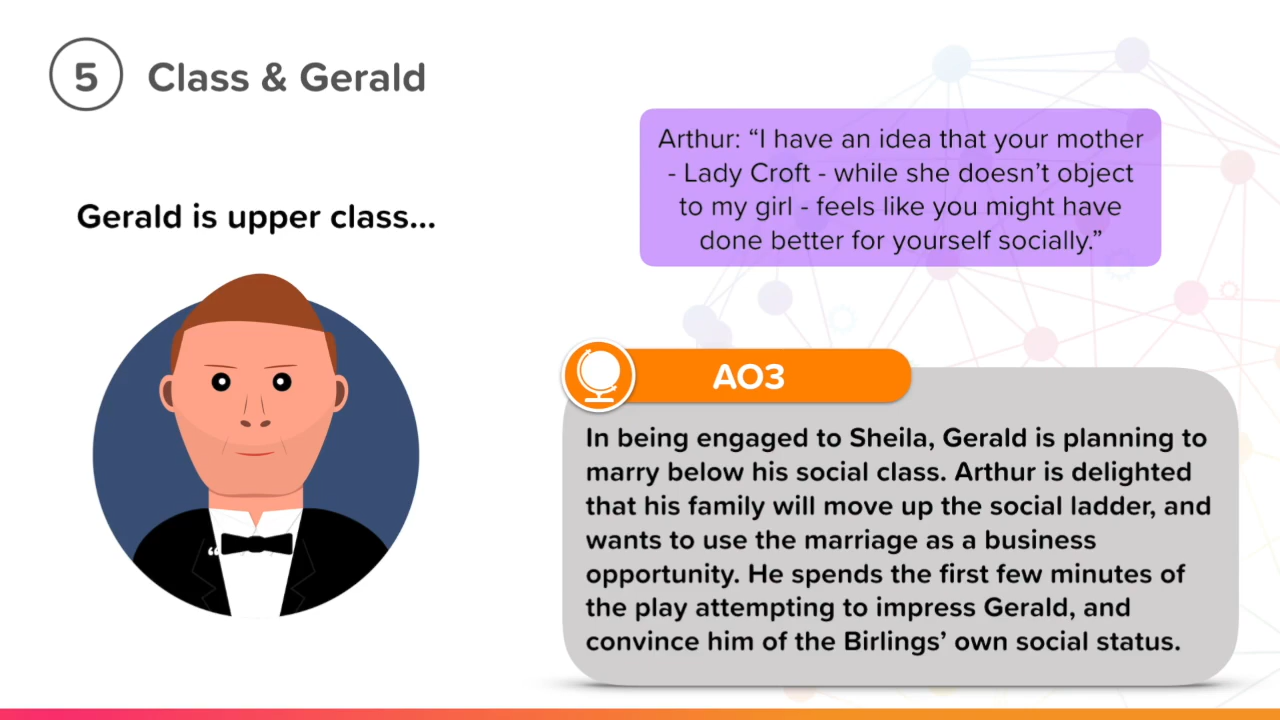 5 Class & Gerald
Gerald is upper class...
Arthur: “I have an idea that your mother
- Lady Croft - while she doesn’t object
to my girl - feels like you might have
done better for yourself socially.”
AO3
In being engaged to Sheila, Gerald is planning to
marry below his social class. Arthur is delighted
that his family will move up the social ladder, and
wants to use the marriage as a business
opportunity. He spends the first few minutes of
the play attempting to impress Gerald, and
convince him of the Birlings’ own social status.
“